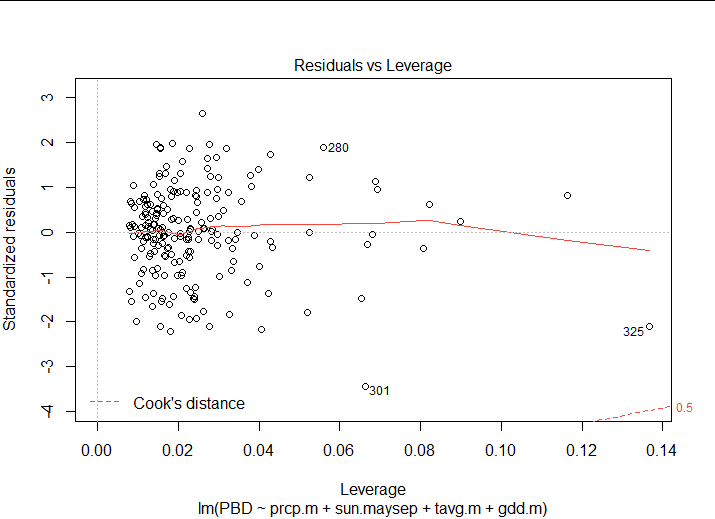 Residuals vs Leverage
3
2
1
0
-1
-2
-3
-4
Standardized residuals
280
301
325
0.5
Cook's distance
0.00 0.02 0.04 0.06 0.08 0.10 0.12 0.14
Leverage
lm(PBD ~ prcp.m + sun.maysep + tavg.m + gdd.m)